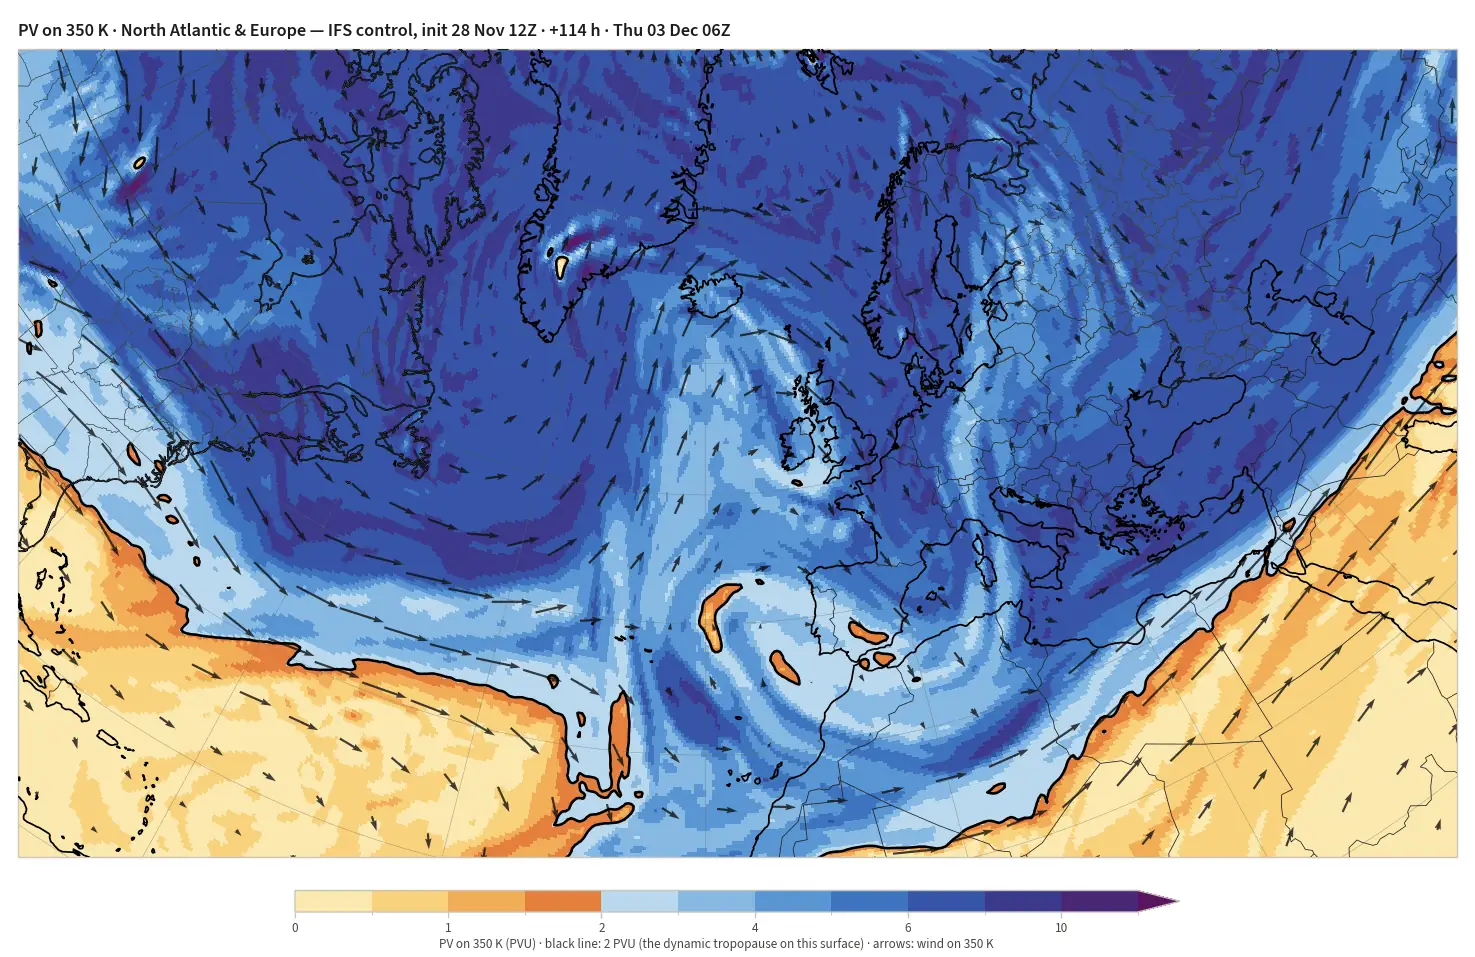 PV on 350 K · North Atlantic & Europe — IFS control, init 28 Nov 12Z · +114 h · Thu 03 Dec 06Z
0 1 2 4 6 10
PV on 350 K (PVU) · black line: 2 PVU (the dynamic tropopause on this surface) · arrows: wind on 350 K